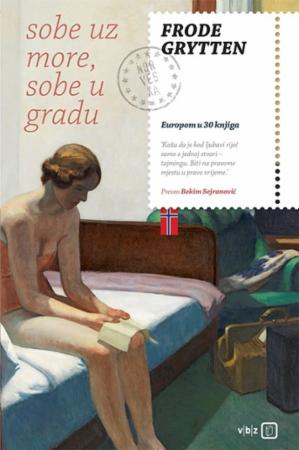 sobe uz
more,
sobe u
gradu
FRODE
GRYTTEN
NOR
VEŠ
KA
Europom u 30 knjiga
'Kažu da je kod ljubavi riječ
samo o jednoj stvari –
tajmingu. Biti na pravome
mjestu u pravo vrijeme.'
Preveo Bekim Sejranović
v|b|z